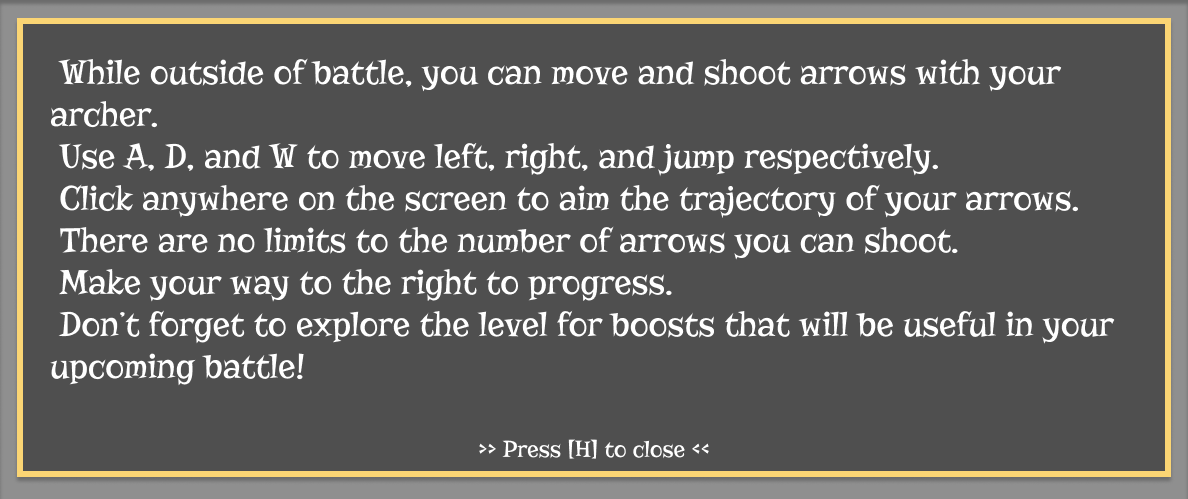 While outside of battle, you can move and shoot arrows with your
archer.
Use A, D, and W to move left, right, and jump respectively.
Click anywhere on the screen to aim the trajectory of your arrows.
There are no limits to the number of arrows you can shoot.
Make your way to the right to progress.
Don't forget to explore the level for boosts that will be useful in your
upcoming battle!
>> Press [H] to close <<